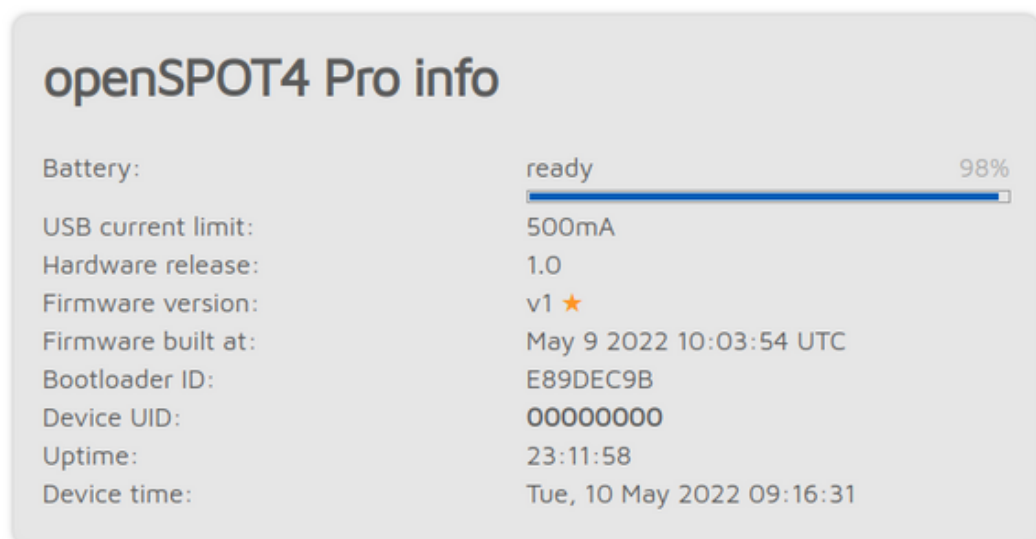 openSPOT4 Pro info
Battery: ready 98%
USB current limit: 500mA
Hardware release: 1.0
Firmware version: v1 ★
Firmware built at: May 9 2022 10:03:54 UTC
Bootloader ID: E89DEC9B
Device UID: 00000000
Uptime: 23:11:58
Device time: Tue, 10 May 2022 09:16:31